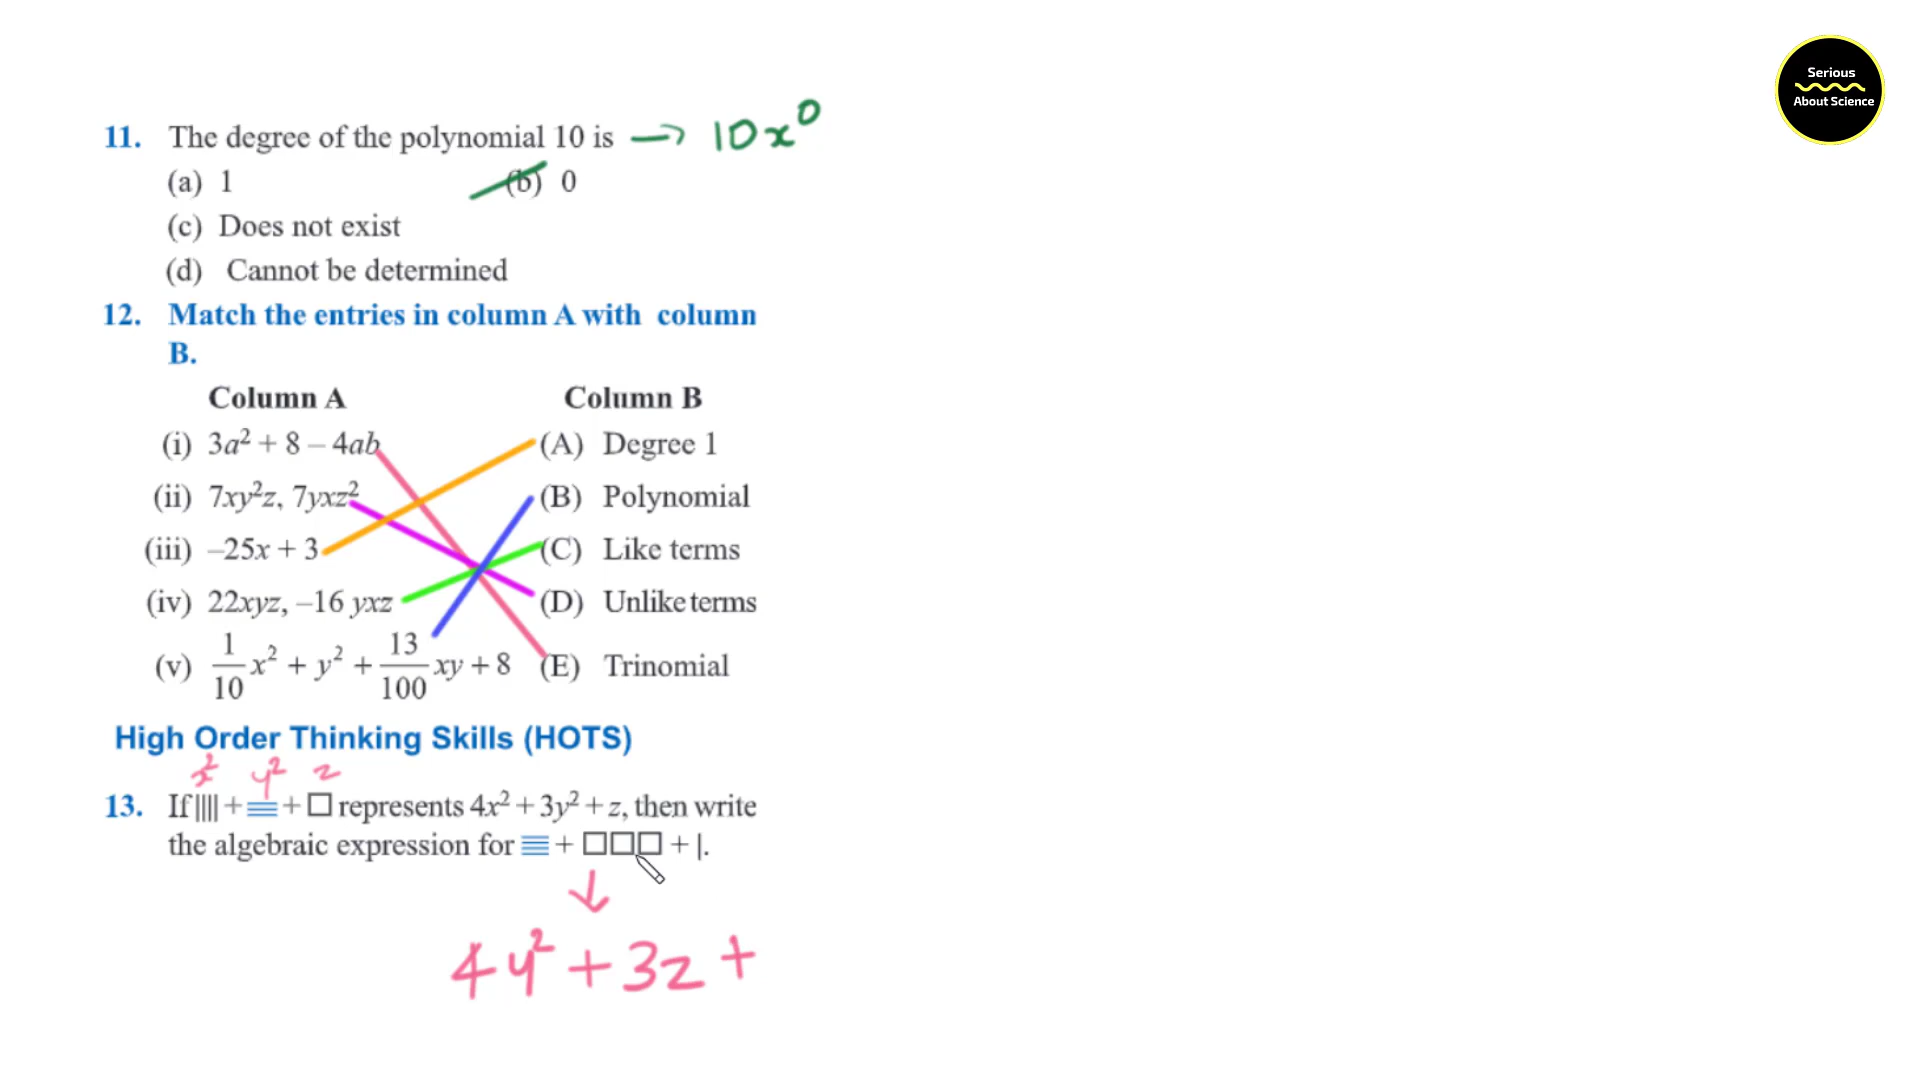 Serious
About Science
11. The degree of the polynomial 10 is → 10x⁰
(a) 1 (b) 0
(c) Does not exist
(d) Cannot be determined
12. Match the entries in column A with column
B.
Column A Column B
(i) 3a² + 8 – 4ab (A) Degree 1
(ii) 7xy²z, 7yxz² (B) Polynomial
(iii) –25x + 3 (C) Like terms
(iv) 22xyz, –16 yxz (D) Unlike terms
(v) 1/10 x² + y² + 13/100 xy + 8 (E) Trinomial
High Order Thinking Skills (HOTS)
x² y² z
13. If |||| + ≡ + □ represents 4x² + 3y² + z, then write
the algebraic expression for ≣ + □□□ + |.
↓
4y² + 3z +